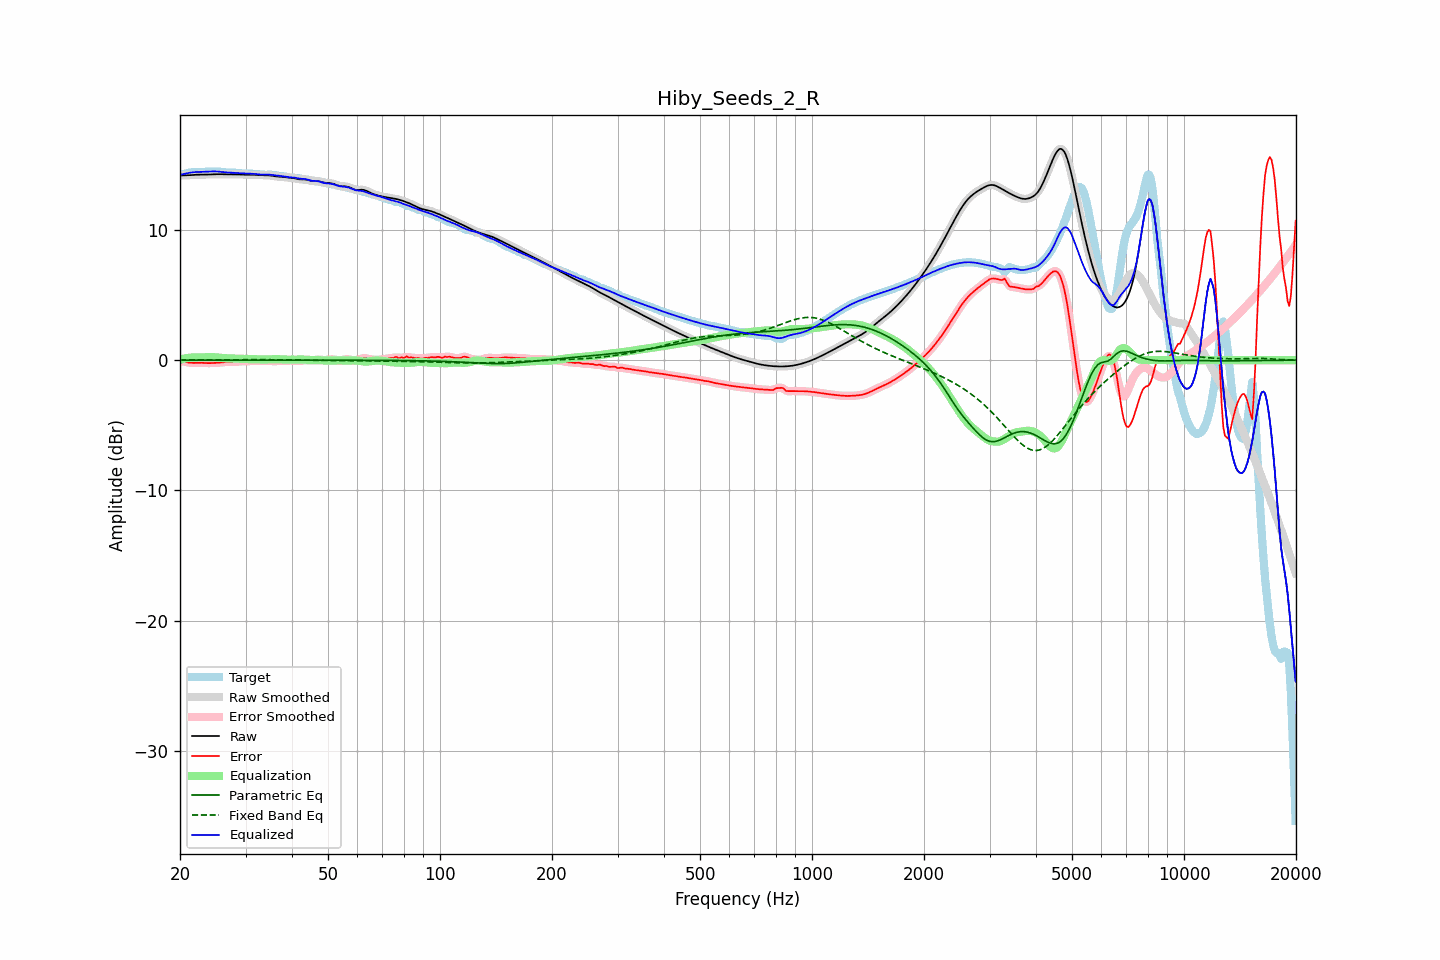 Hiby_Seeds_2_R
Amplitude (dBr)
10
0
−10
−20
−30
Target
Raw Smoothed
Error Smoothed
Raw
Error
Equalization
Parametric Eq
Fixed Band Eq
Equalized
20
50
100
200
500
1000
2000
5000
10000
20000
Frequency (Hz)